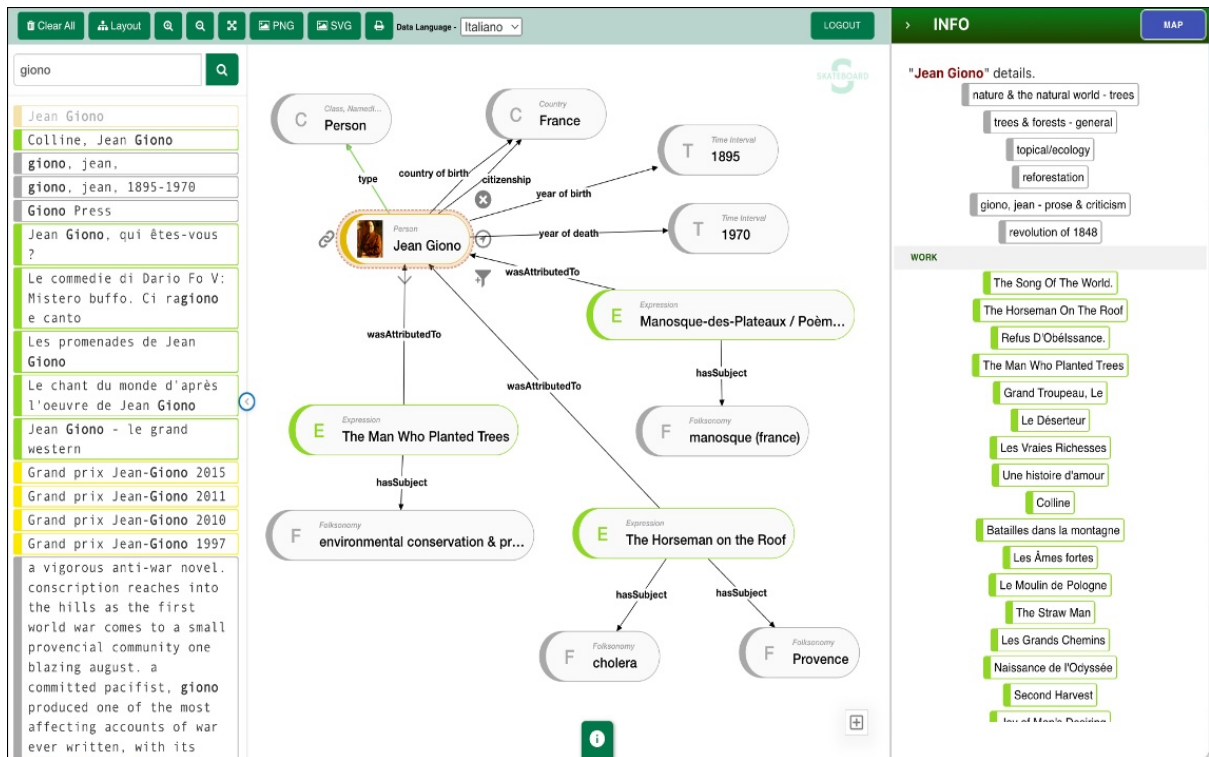 Clear All
Layout
PNG
SVG
Data Language -
Italiano
LOGOUT
INFO
MAP
giono
Jean Giono
Colline, Jean Giono
giono, jean,
giono, jean, 1895-1970
Giono Press
Jean Giono, qui êtes-vous
?
Le commedie di Dario Fo V:
Mistero buffo. Ci ragiono
e canto
Les promenades de Jean
Giono
Le chant du monde d'après
l'oeuvre de Jean Giono
Jean Giono - le grand
western
Grand prix Jean-Giono 2015
Grand prix Jean-Giono 2011
Grand prix Jean-Giono 2010
Grand prix Jean-Giono 1997
a vigorous anti-war novel.
conscription reaches into
the hills as the first
world war comes to a small
provencial community one
blazing august. a
committed pacifist, giono
produced one of the most
affecting accounts of war
ever written, with its
S
SKATEBOARD
C
Class, Namedi...
Person
C
Country
France
T
Time Interval
1895
type
country of birth
citizenship
year of birth
Person
Jean Giono
year of death
T
Time Interval
1970
wasAttributedTo
E
Expression
Manosque-des-Plateaux / Poèm...
wasAttributedTo
hasSubject
wasAttributedTo
E
Expression
The Man Who Planted Trees
F
Folksonomy
manosque (france)
hasSubject
F
Folksonomy
environmental conservation & pr...
E
Expression
The Horseman on the Roof
hasSubject
hasSubject
F
Folksonomy
cholera
F
Folksonomy
Provence
"Jean Giono" details.
nature & the natural world - trees
trees & forests - general
topical/ecology
reforestation
giono, jean - prose & criticism
revolution of 1848
WORK
The Song Of The World.
The Horseman On The Roof
Refus D'Obéissance.
The Man Who Planted Trees
Grand Troupeau, Le
Le Déserteur
Les Vraies Richesses
Une histoire d'amour
Colline
Batailles dans la montagne
Les Âmes fortes
Le Moulin de Pologne
The Straw Man
Les Grands Chemins
Naissance de l'Odyssée
Second Harvest
Joy of Man's Desiring